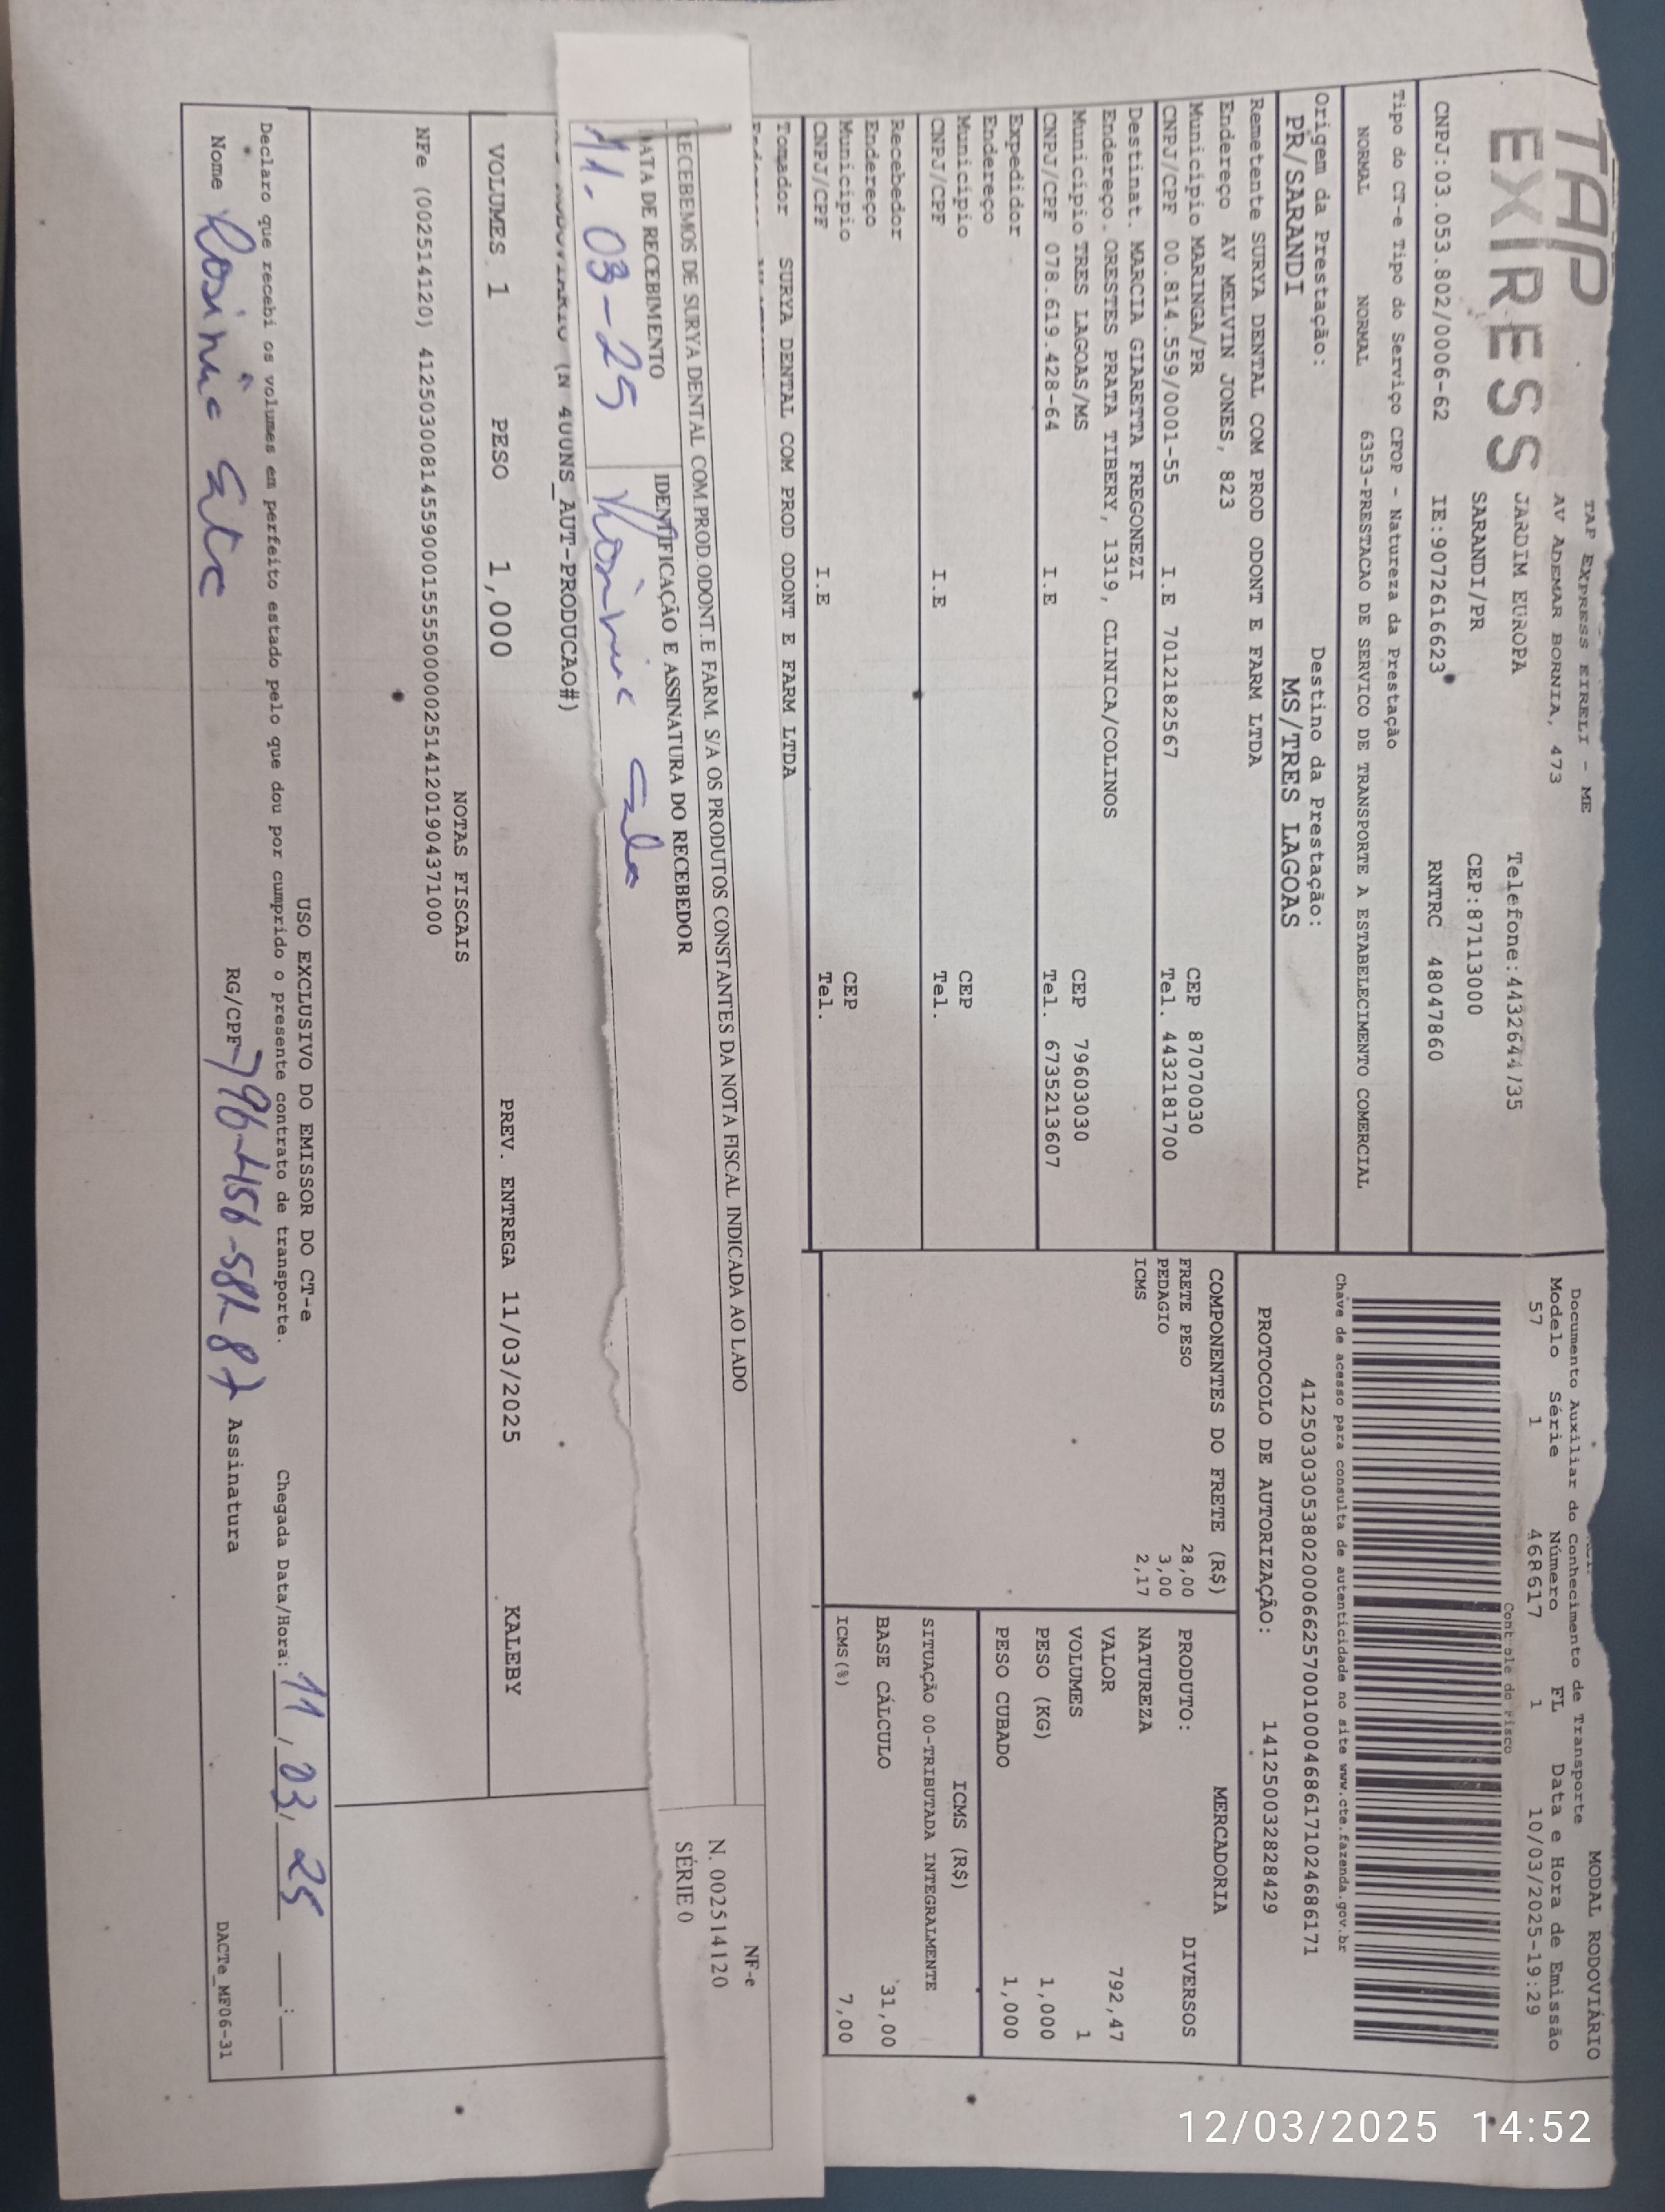 TAP
EXPRESS
TAP EXPRESS EIRELI - ME
AV ADEMAR BORNIA, 473
JARDIM EUROPA Telefone:4432644735
SARANDI/PR CEP:87113000
CNPJ:03.053.802/0006-62 IE:9072616623 RNTRC 48047860
Tipo do CT-e Tipo do Serviço CFOP - Natureza da Prestação
NORMAL NORMAL 6353-PRESTACAO DE SERVICO DE TRANSPORTE A ESTABELECIMENTO COMERCIAL
Origem da Prestação: Destino da Prestação:
PR/SARANDI MS/TRES LAGOAS
MODAL RODOVIÁRIO
Documento Auxiliar do Conhecimento de Transporte
Modelo Série Número FL Data e Hora de Emissão
57 1 468617 1 10/03/2025-19:29
Controle do Fisco
Chave de acesso para consulta de autenticidade no site www.cte.fazenda.gov.br
41250303053802000662570010004686171024686171
PROTOCOLO DE AUTORIZAÇÃO: 141250032828429
Remetente SURYA DENTAL COM PROD ODONT E FARM LTDA
Endereço AV MELVIN JONES, 823
Municipio MARINGA/PR CEP 87070030
CNPJ/CPF 00.814.559/0001-55 I.E 7012182567 Tel. 4432181700
Destinat. MARCIA GIARETTA FREGONEZI
Endereço. ORESTES PRATA TIBERY, 1319, CLINICA/COLINOS
Municipio TRES LAGOAS/MS CEP 79603030
CNPJ/CPF 078.619.428-64 I.E Tel. 6735213607
Expedidor
Endereço
Municipio CEP
CNPJ/CPF I.E Tel.
Recebedor
Endereço
Municipio CEP
CNPJ/CPF I.E Tel.
Tomador SURYA DENTAL COM PROD ODONT E FARM LTDA
COMPONENTES DO FRETE (R$)
FRETE PESO 28,00
PEDAGIO 3,00
ICMS 2,17
MERCADORIA
PRODUTO: DIVERSOS
NATUREZA
VALOR 792,47
VOLUMES 1
PESO (KG) 1,000
PESO CUBADO 1,000
ICMS (R$)
SITUAÇÃO 00-TRIBUTADA INTEGRALMENTE
BASE CÁLCULO 31,00
ICMS(%) 7,00
RECEBEMOS DE SURYA DENTAL COM.PROD.ODONT.E FARM. S/A OS PRODUTOS CONSTANTES DA NOTA FISCAL INDICADA AO LADO
DATA DE RECEBIMENTO IDENTIFICAÇÃO E ASSINATURA DO RECEBEDOR
11.03-25
NF-e
N. 002514120
SÉRIE 0
AUT-PRODUCAO#)
VOLUMES 1 PESO 1,000 PREV. ENTREGA 11/03/2025 KALEBY
NOTAS FISCAIS
NFe (002514120) 41250300814559000155550000025141201904371000
USO EXCLUSIVO DO EMISSOR DO CT-e
Declaro que recebi os volumes em perfeito estado pelo que dou por cumprido o presente contrato de transporte. Chegada Data/Hora: 11/03/25 __:__
Nome RG/CPF Assinatura
DACTe_MF06-31
12/03/2025 14:52